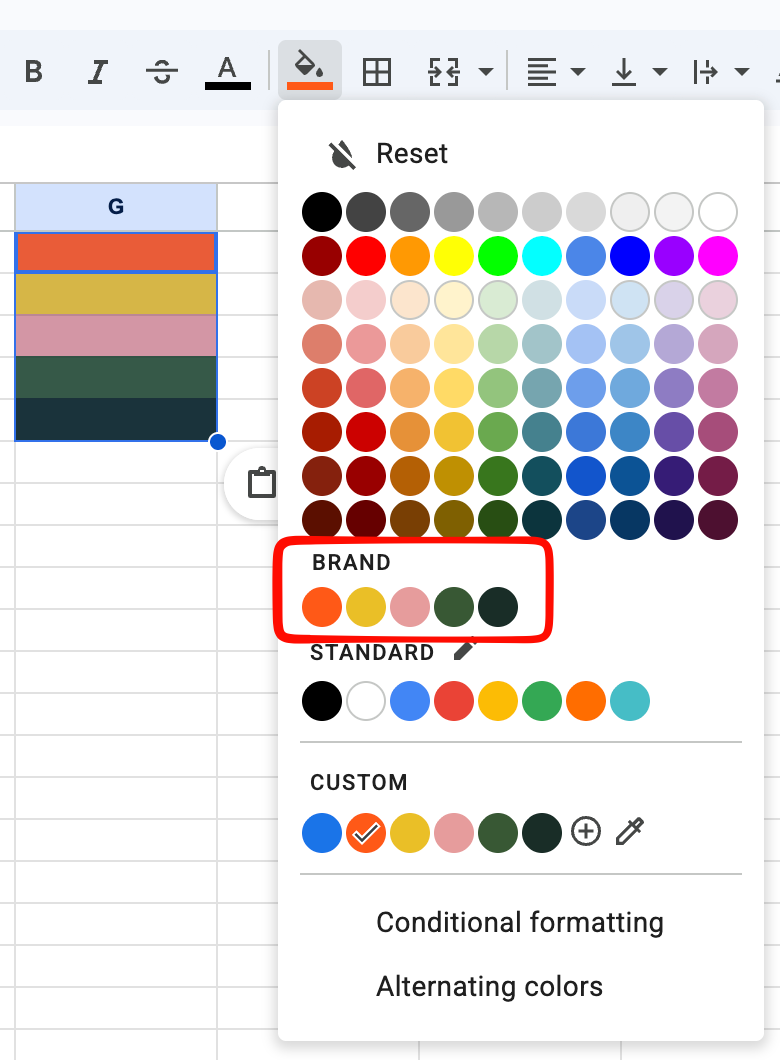 B I S A
Reset
G
BRAND
STANDARD
CUSTOM
Conditional formatting
Alternating colors